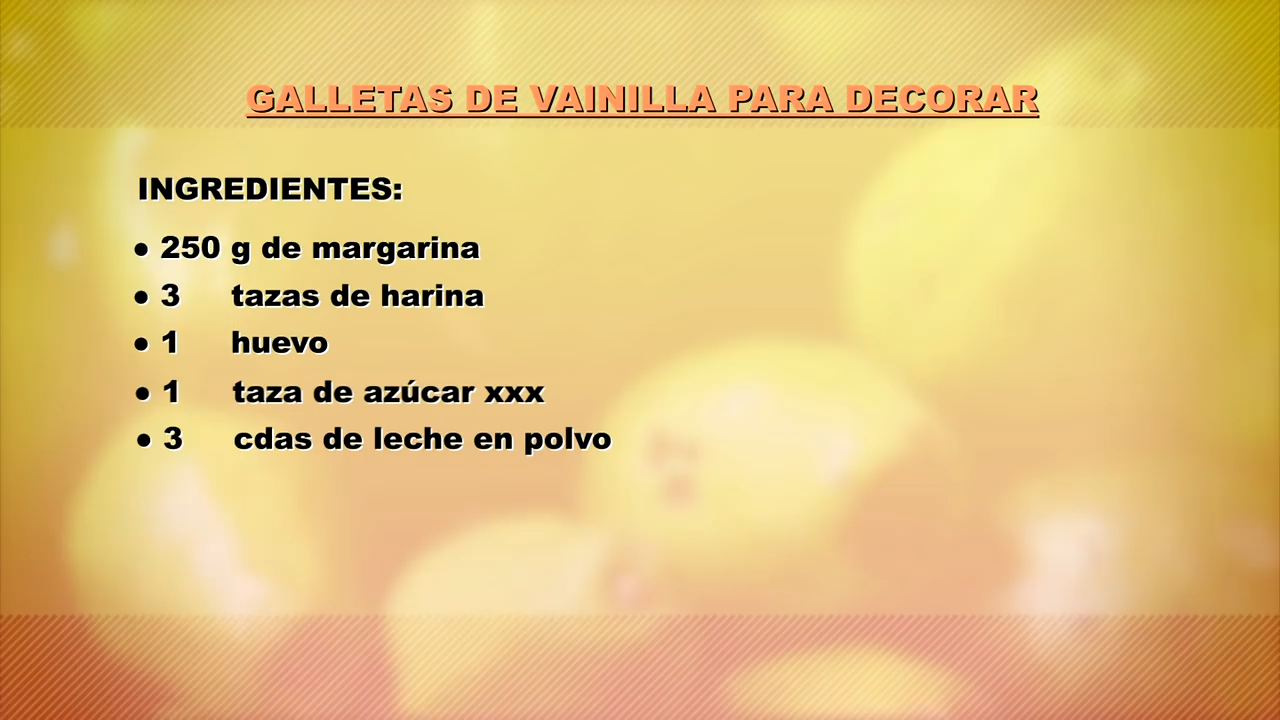 GALLETAS DE VAINILLA PARA DECORAR
INGREDIENTES:
● 250 g de margarina
● 3 tazas de harina
● 1 huevo
● 1 taza de azúcar xxx
● 3 cdas de leche en polvo